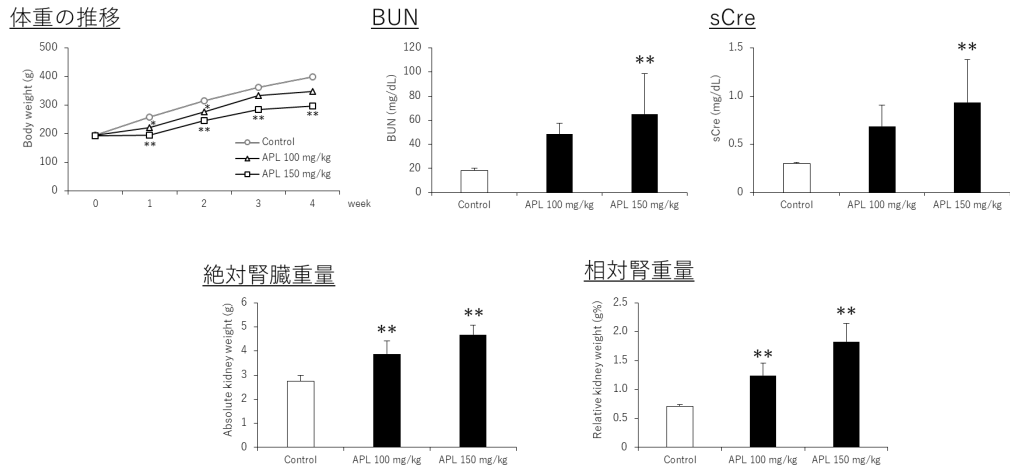 体重の推移
500
400
300
200
100
0
Body weight (g)
*
*
**
**
**
**
Control
APL 100 mg/kg
APL 150 mg/kg
0 1 2 3 4 week
BUN
120
100
80
60
40
20
0
BUN (mg/dL)
**
Control APL 100 mg/kg APL 150 mg/kg
sCre
1.5
1.0
0.5
0
sCre (mg/dL)
**
Control APL 100 mg/kg APL 150 mg/kg
絶対腎臓重量
6
5
4
3
2
1
0
Absolute kidney weight (g)
**
**
Control APL 100 mg/kg APL 150 mg/kg
相対腎重量
2.5
2.0
1.5
1.0
0.5
0
Relative kidney weight (g%)
**
**
Control APL 100 mg/kg APL 150 mg/kg